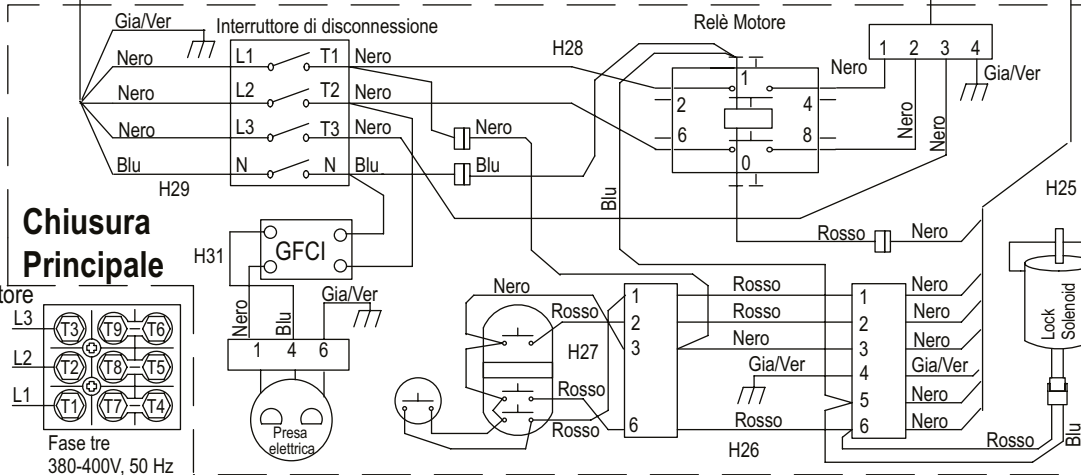 Gia/Ver
Interruttore di disconnessione
Relè Motore
H28
1 2 3 4
Nero L1 T1 Nero
Nero
Gia/Ver
Nero L2 T2 Nero
1
2 4
Nero Nero
Nero L3 T3 Nero
Nero
6 8
Blu N N Blu
Blu
0
H29
Blu
H25
Chiusura
Principale
H31
GFCI
Rosso Nero
tore
Nero
Blu
Gia/Ver
Nero
1 Rosso 1 Nero
Rosso
2 Rosso 2 Nero
L3 T3 T9 T6
1 4 6
H27
3 Nero 3 Nero
Lock
Solenoid
L2 T2 T8 T5
Gia/Ver 4 Gia/Ver
Rosso
5 Nero
L1 T1 T7 T4
Rosso
6 Rosso 6 Nero
Presa
elettrica
H26
Rosso
Blu
Fase tre
380-400V, 50 Hz